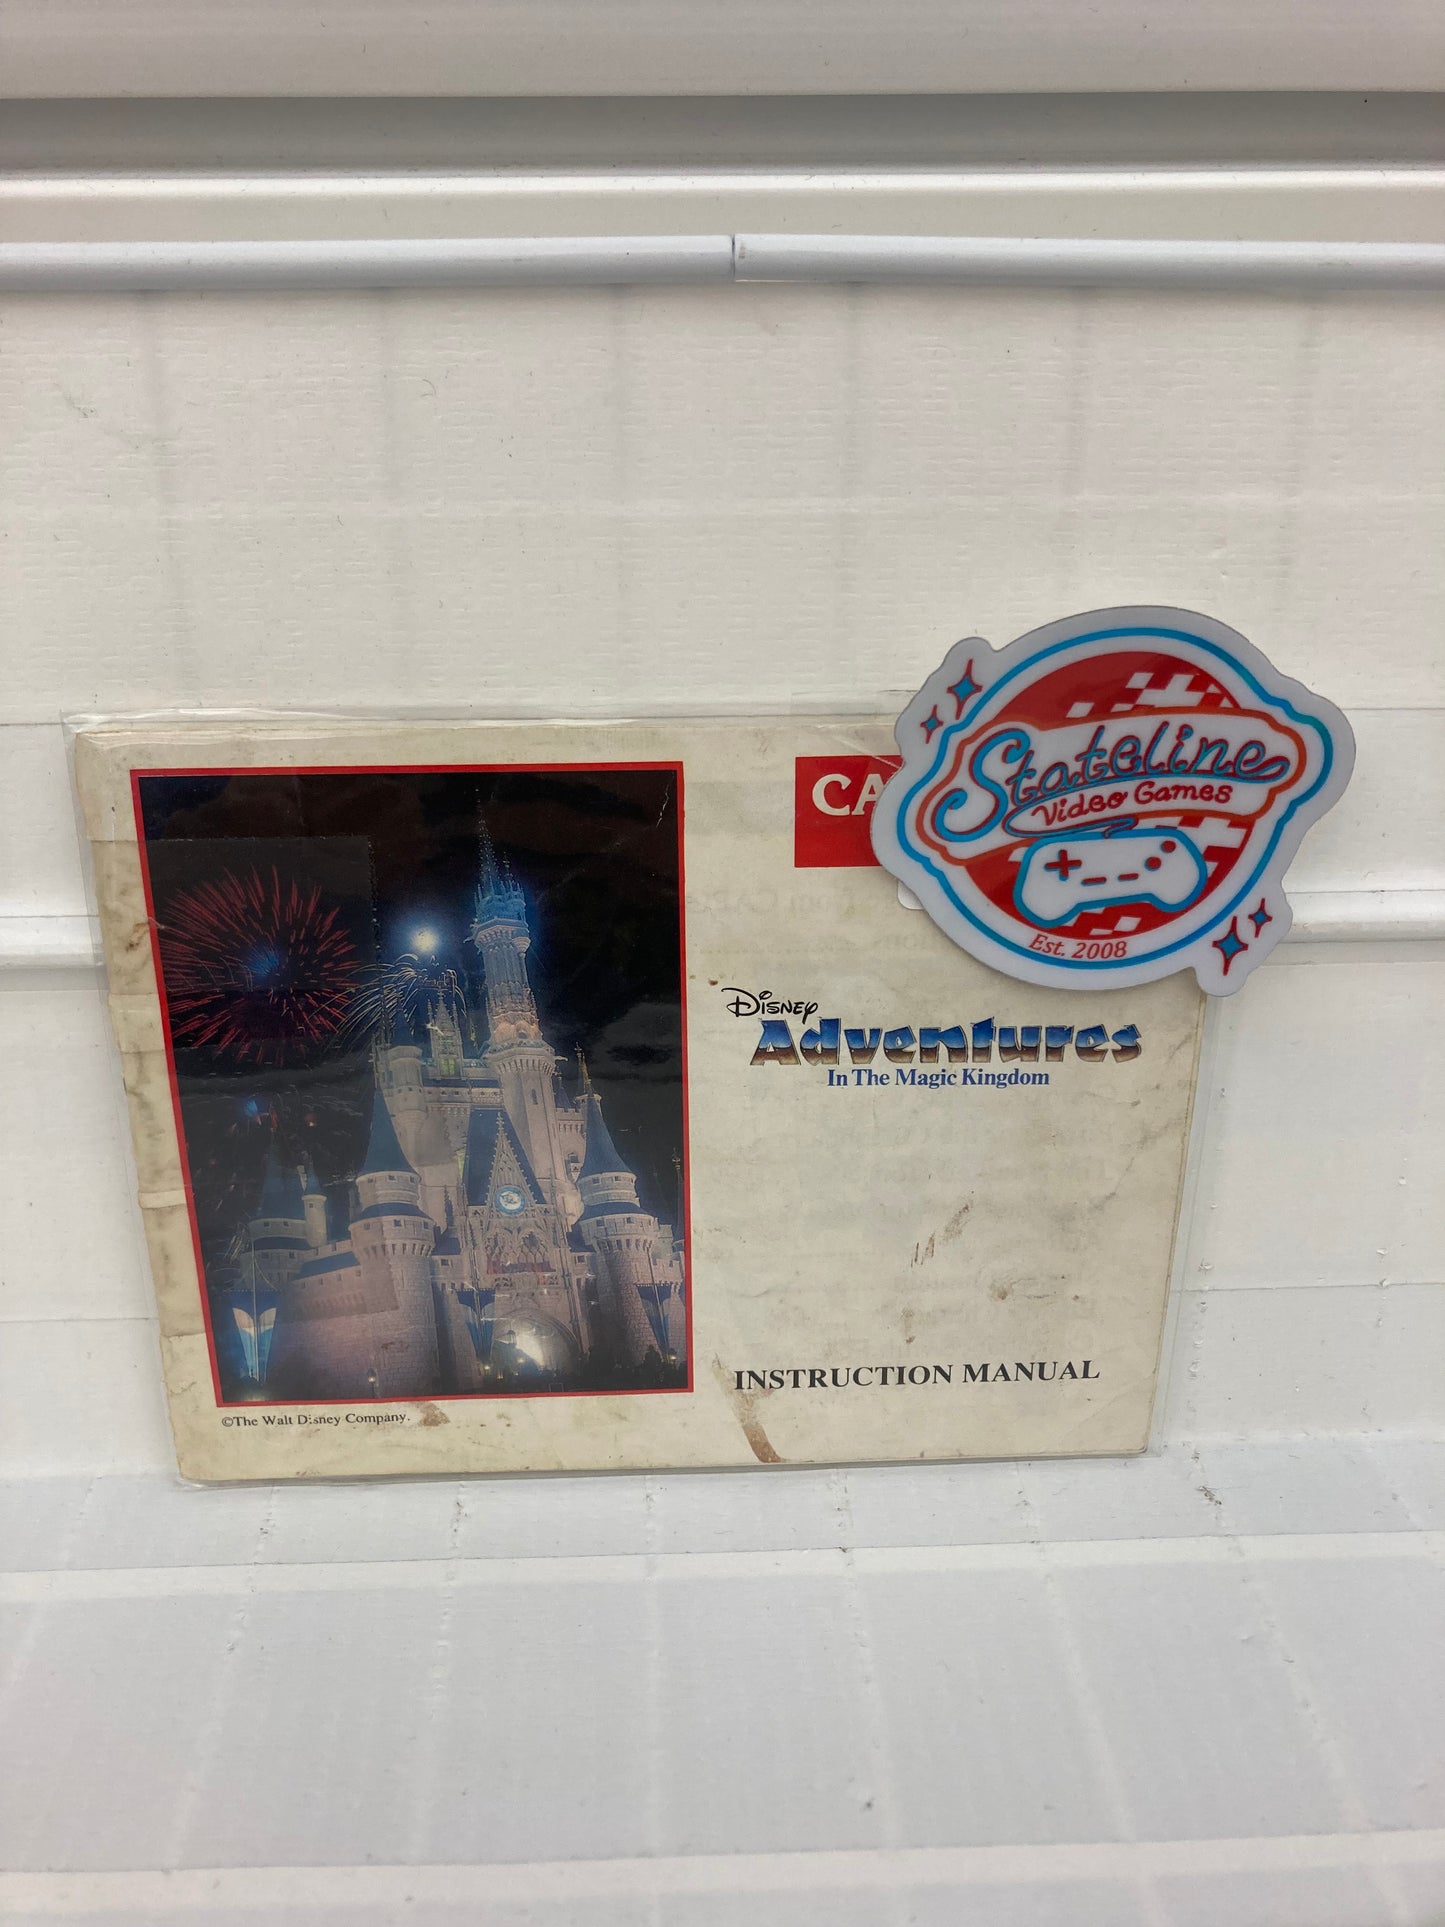 CA
Stateline
Video Games
Est. 2008
Disney
Adventures
In The Magic Kingdom
INSTRUCTION MANUAL
©The Walt Disney Company.